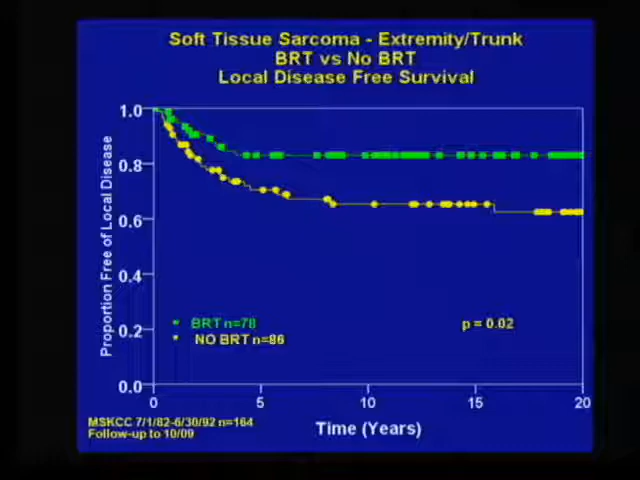 Soft Tissue Sarcoma - Extremity/Trunk
BRT vs No BRT
Local Disease Free Survival
Proportion Free of Local Disease
1.0
0.8
0.6
0.4
0.2
0.0
BRT n=78
NO BRT n=86
p = 0.02
0 5 10 15 20
Time (Years)
MSKCC 7/1/82-6/30/92 n=164
Follow-up to 10/09